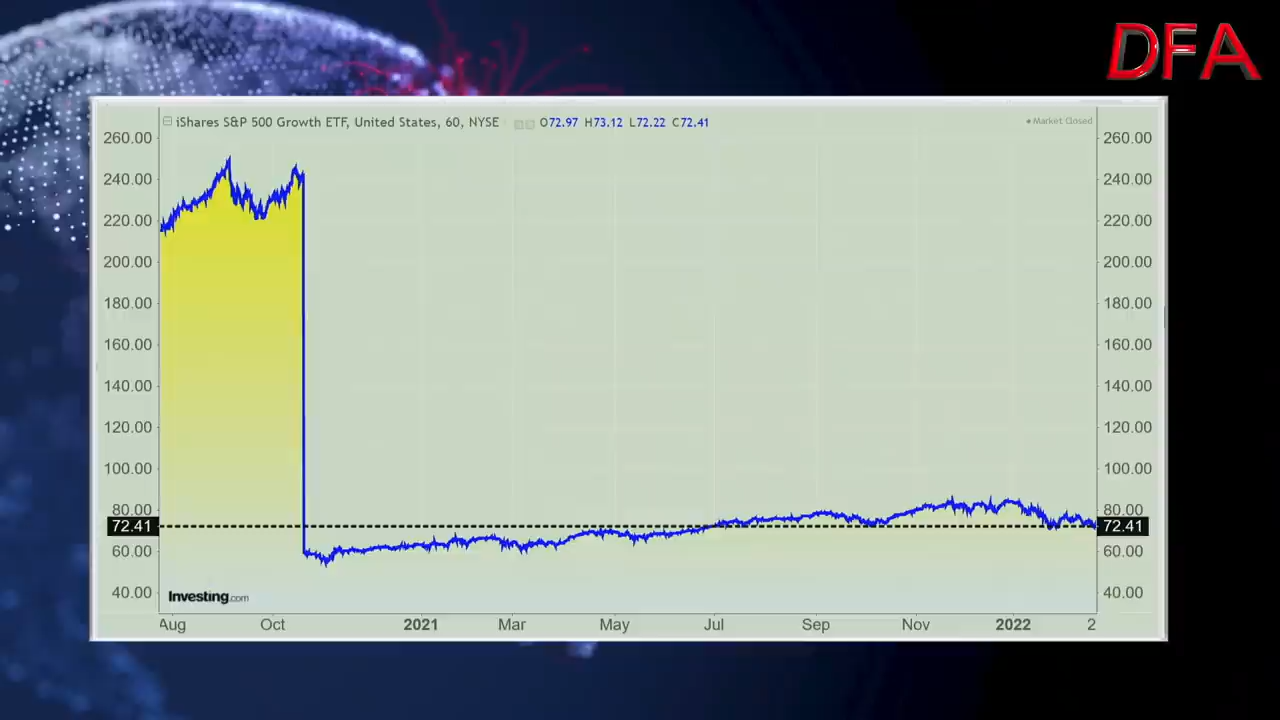 DFA
iShares S&P 500 Growth ETF, United States, 60, NYSE O72.97 H73.12 L72.22 C72.41
Market Closed
260.00 260.00
240.00 240.00
220.00 220.00
200.00 200.00
180.00 180.00
160.00 160.00
140.00 140.00
120.00 120.00
100.00 100.00
80.00 80.00
72.41 72.41
60.00 60.00
40.00 40.00
Investing.com
Aug Oct 2021 Mar May Jul Sep Nov 2022 2